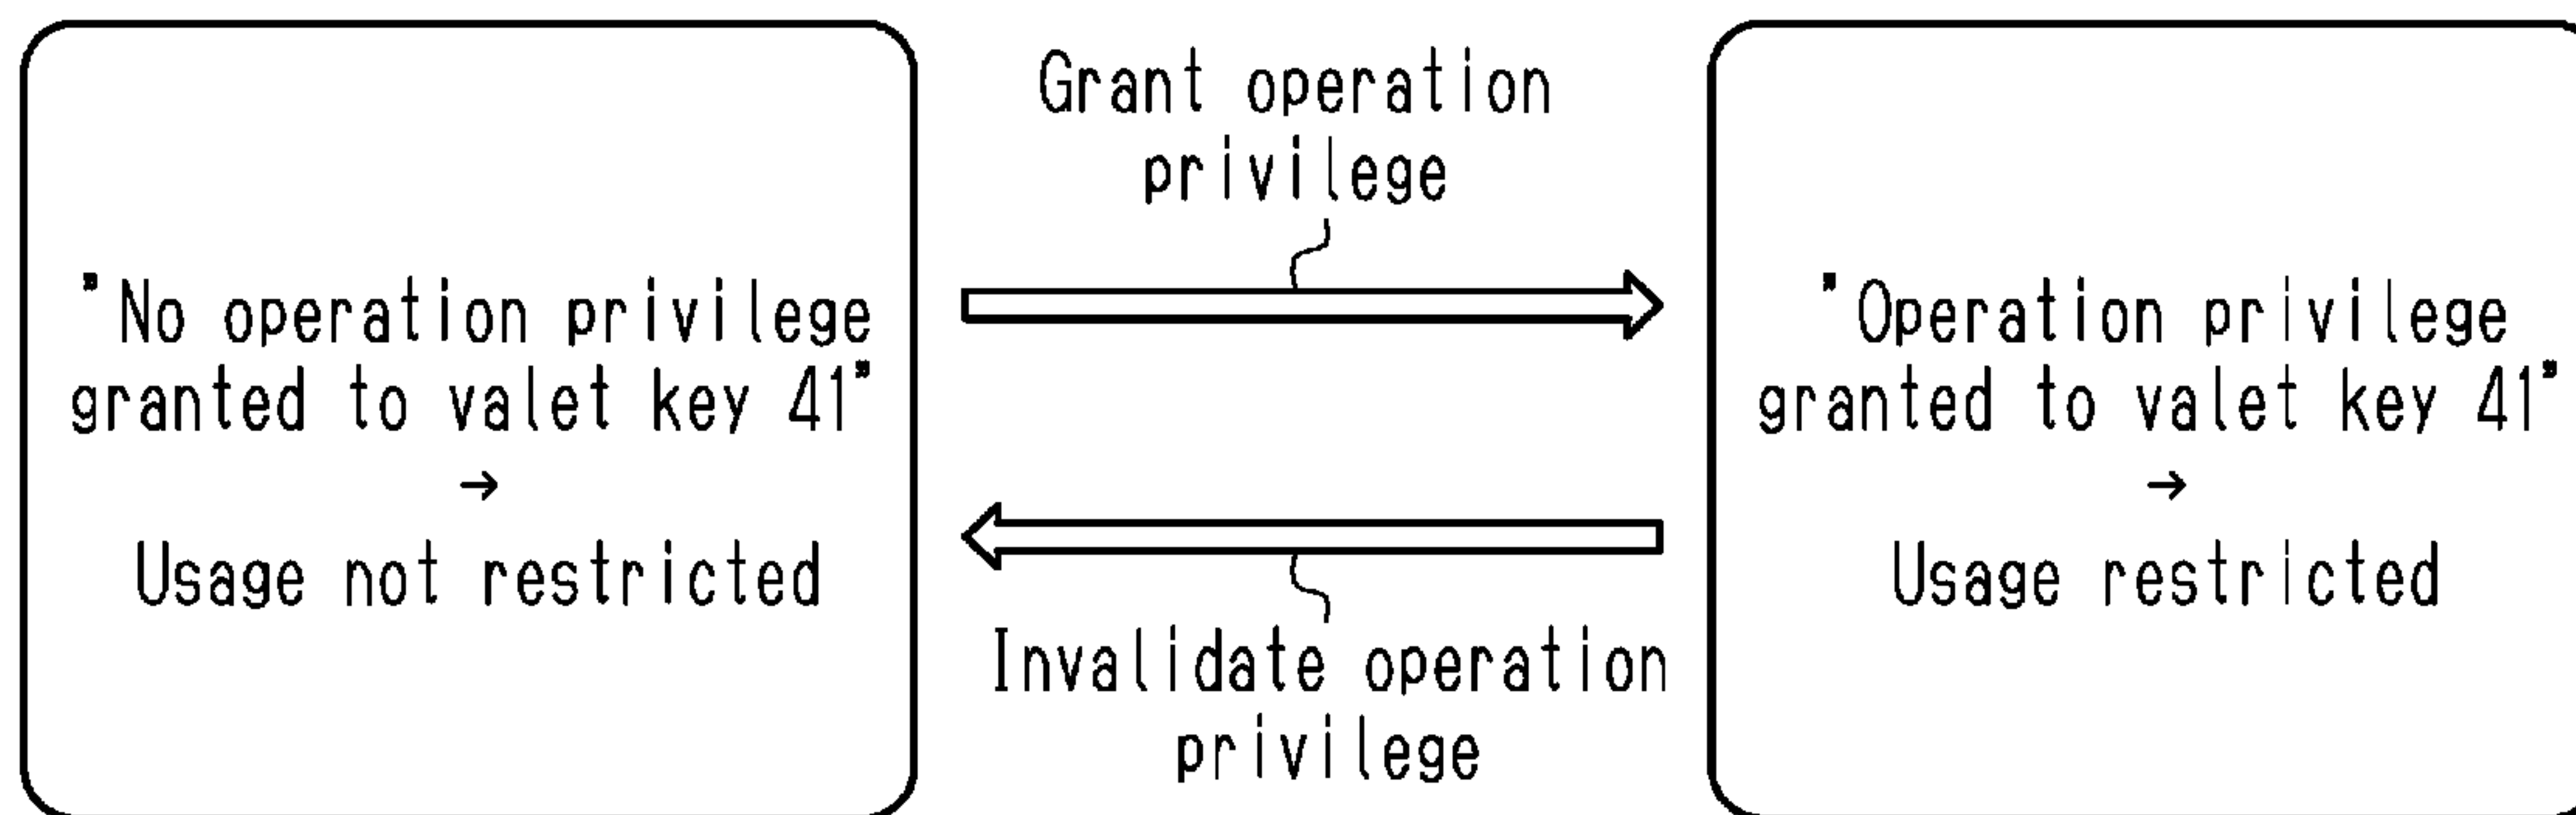 "No operation privilege
granted to valet key 41"
→
Usage not restricted
Grant operation
privilege
Invalidate operation
privilege
"Operation privilege
granted to valet key 41"
→
Usage restricted